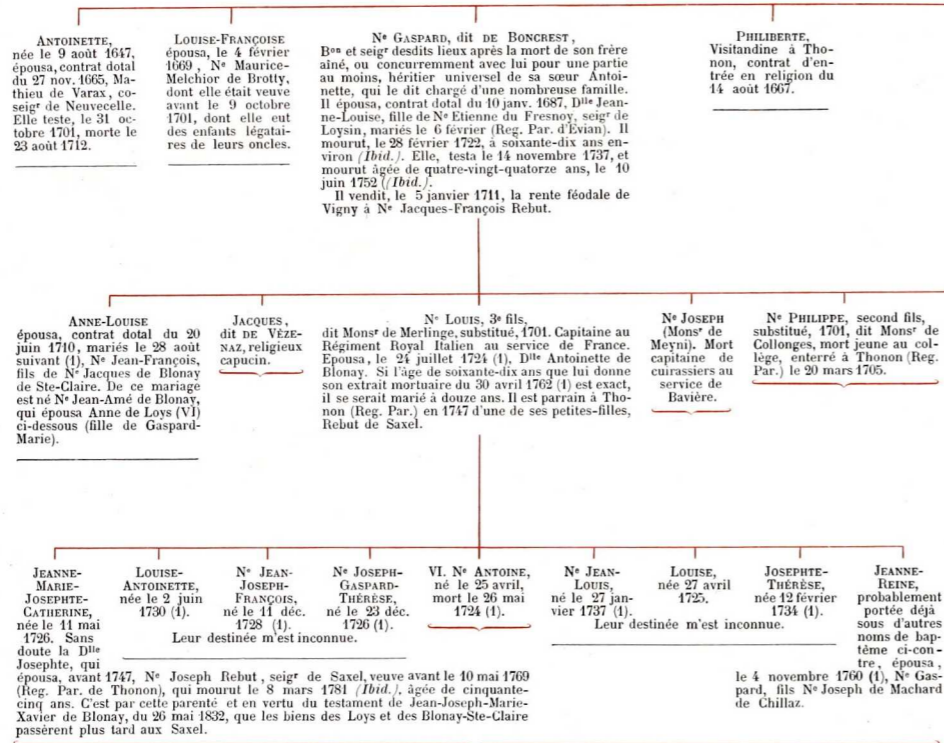 ANTOINETTE,
née le 9 août 1647,
épousa, contrat dotal
du 27 nov. 1665, Ma-
thieu de Varax, co-
seigr de Neuvecelle.
Elle teste, le 31 oc-
tobre 1701, morte le
23 août 1712.
LOUISE-FRANÇOISE
épousa, le 4 février
1669, Ne Maurice-
Melchior de Brotty,
dont elle était veuve
avant le 9 octobre
1701, dont elle eut
des enfants légatai-
res de leurs oncles.
Ne GASPARD, dit DE BONCREST,
Bon et seigr desdits lieux après la mort de son frère
aîné, ou concurremment avec lui pour une partie
au moins, héritier universel de sa sœur Antoi-
nette, qui le dit chargé d'une nombreuse famille.
Il épousa, contrat dotal du 10 janv. 1687, Dlle Jean-
ne-Louise, fille de Ne Etienne du Fresnoy, seigr de
Loysin, mariés le 6 février (Reg. Par. d'Évian). Il
mourut, le 28 février 1722, à soixante-dix ans en-
viron (Ibid.). Elle, testa le 14 novembre 1737, et
mourut âgée de quatre-vingt-quatorze ans, le 10
juin 1752 ((Ibid.).
Il vendit, le 5 janvier 1711, la rente féodale de
Vigny à Ne Jacques-François Rebut.
PHILIBERTE,
Visitandine à Tho-
non, contrat d'en-
trée en religion du
14 août 1667.
ANNE-LOUISE
épousa, contrat dotal du 20
juin 1710, mariés le 28 août
suivant (1), Ne Jean-François,
fils de Ne Jacques de Blonay
de Ste-Claire. De ce mariage
est né Ne Jean-Amé de Blonay,
qui épousa Anne de Loys (VI)
ci-dessous (fille de Gaspard-
Marie).
JACQUES,
dit DE VÉZE-
NAZ, religieux
capucin.
Ne LOUIS, 3e fils,
dit Monsr de Merlinge, substitué, 1701. Capitaine au
Régiment Royal Italien au service de France.
Epousa, le 24 juillet 1724 (1), Dlle Antoinette de
Blonay. Si l'âge de soixante-dix ans que lui donne
son extrait mortuaire du 30 avril 1762 (1) est exact,
il se serait marié à douze ans. Il est parrain à Tho-
non (Reg. Par.) en 1747 d'une de ses petites-filles,
Rebut de Saxel.
Ne JOSEPH
(Monsr de
Meyni). Mort
capitaine de
cuirassiers au
service de
Bavière.
Ne PHILIPPE, second fils,
substitué, 1701, dit Monsr de
Collonges, mort jeune au col-
lège, enterré à Thonon (Reg.
Par.) le 20 mars 1705.
JEANNE-
MARIE-
JOSEPHTE-
CATHERINE,
née le 11 mai
1726. Sans
doute la Dlle
Josephte, qui
épousa, avant 1747, Ne Joseph Rebut, seigr de Saxel, veuve avant le 10 mai 1769
(Reg. Par. de Thonon), qui mourut le 8 mars 1781 (Ibid.), âgée de cinquante-
cinq ans. C'est par cette parenté et en vertu du testament de Jean-Joseph-Marie-
Xavier de Blonay, du 26 mai 1832, que les biens des Loys et des Blonay-Ste-Claire
passèrent plus tard aux Saxel.
LOUISE-
ANTOINETTE,
née le 2 juin
1730 (1).
Ne JEAN-
JOSEPH-
FRANÇOIS,
né le 11 déc.
1728 (1).
Ne JOSEPH-
GASPARD-
THÉRÈSE,
né le 23 déc.
1726 (1).
Leur destinée m'est inconnue.
VI. Ne ANTOINE,
né le 25 avril,
mort le 26 mai
1724 (1).
Ne JEAN-
LOUIS,
né le 27 jan-
vier 1737 (1).
LOUISE,
née 27 avril
1725.
JOSEPHTE-
THÉRÈSE,
née 12 février
1734 (1).
Leur destinée m'est inconnue.
JEANNE-
REINE,
probablement
portée déjà
sous d'autres
noms de bap-
tême ci-con-
tre, épousa,
le 4 novembre 1760 (1), Ne Gas-
pard, fils Ne Joseph de Machard
de Chillaz.